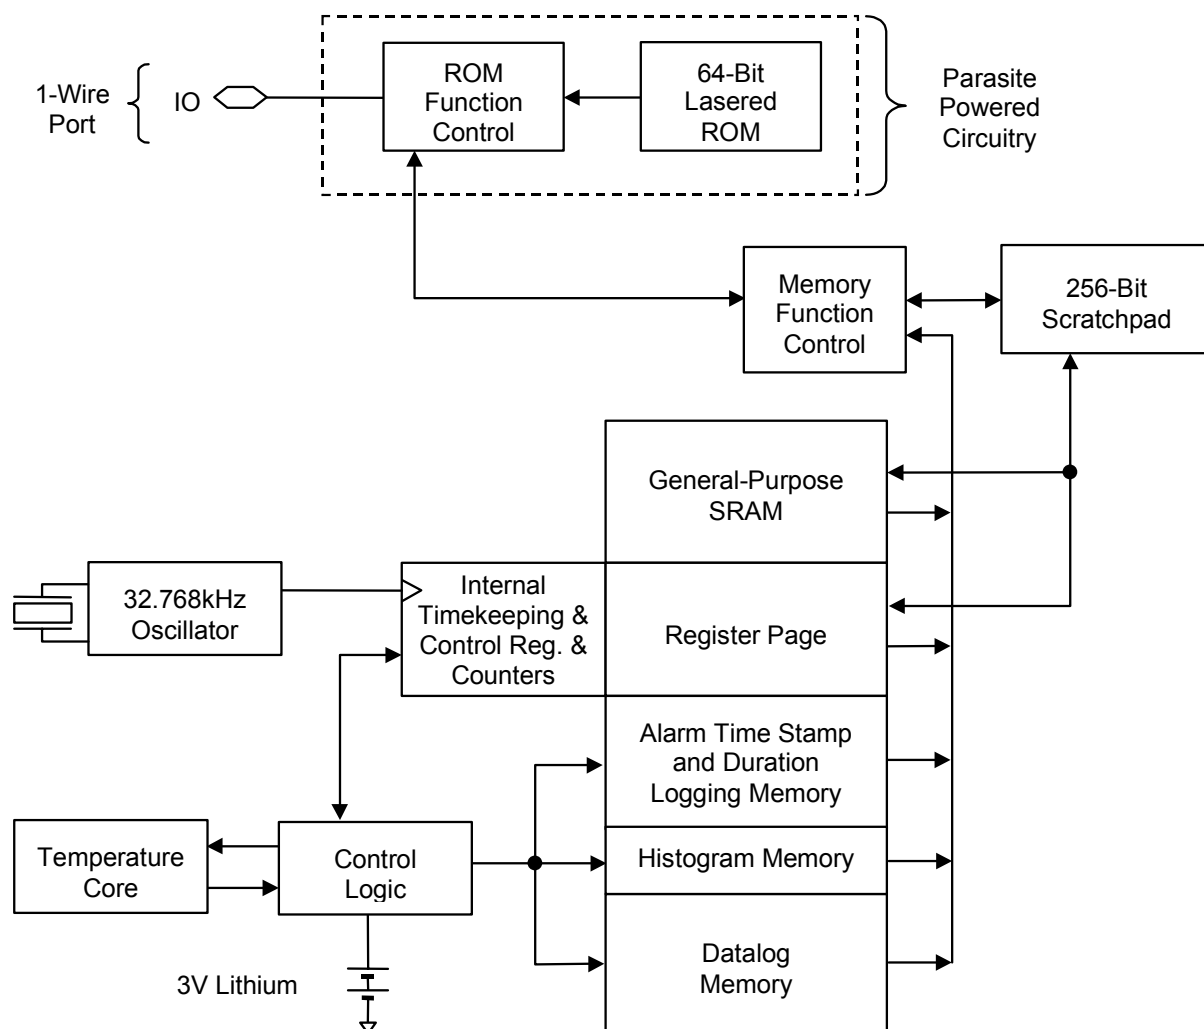 1-Wire
Port
IO
ROM
Function
Control
64-Bit
Lasered
ROM
Parasite
Powered
Circuitry
Memory
Function
Control
256-Bit
Scratchpad
General-Purpose
SRAM
32.768kHz
Oscillator
Internal
Timekeeping &
Control Reg. &
Counters
Register Page
Alarm Time Stamp
and Duration
Logging Memory
Temperature
Core
Control
Logic
Histogram Memory
Datalog
Memory
3V Lithium